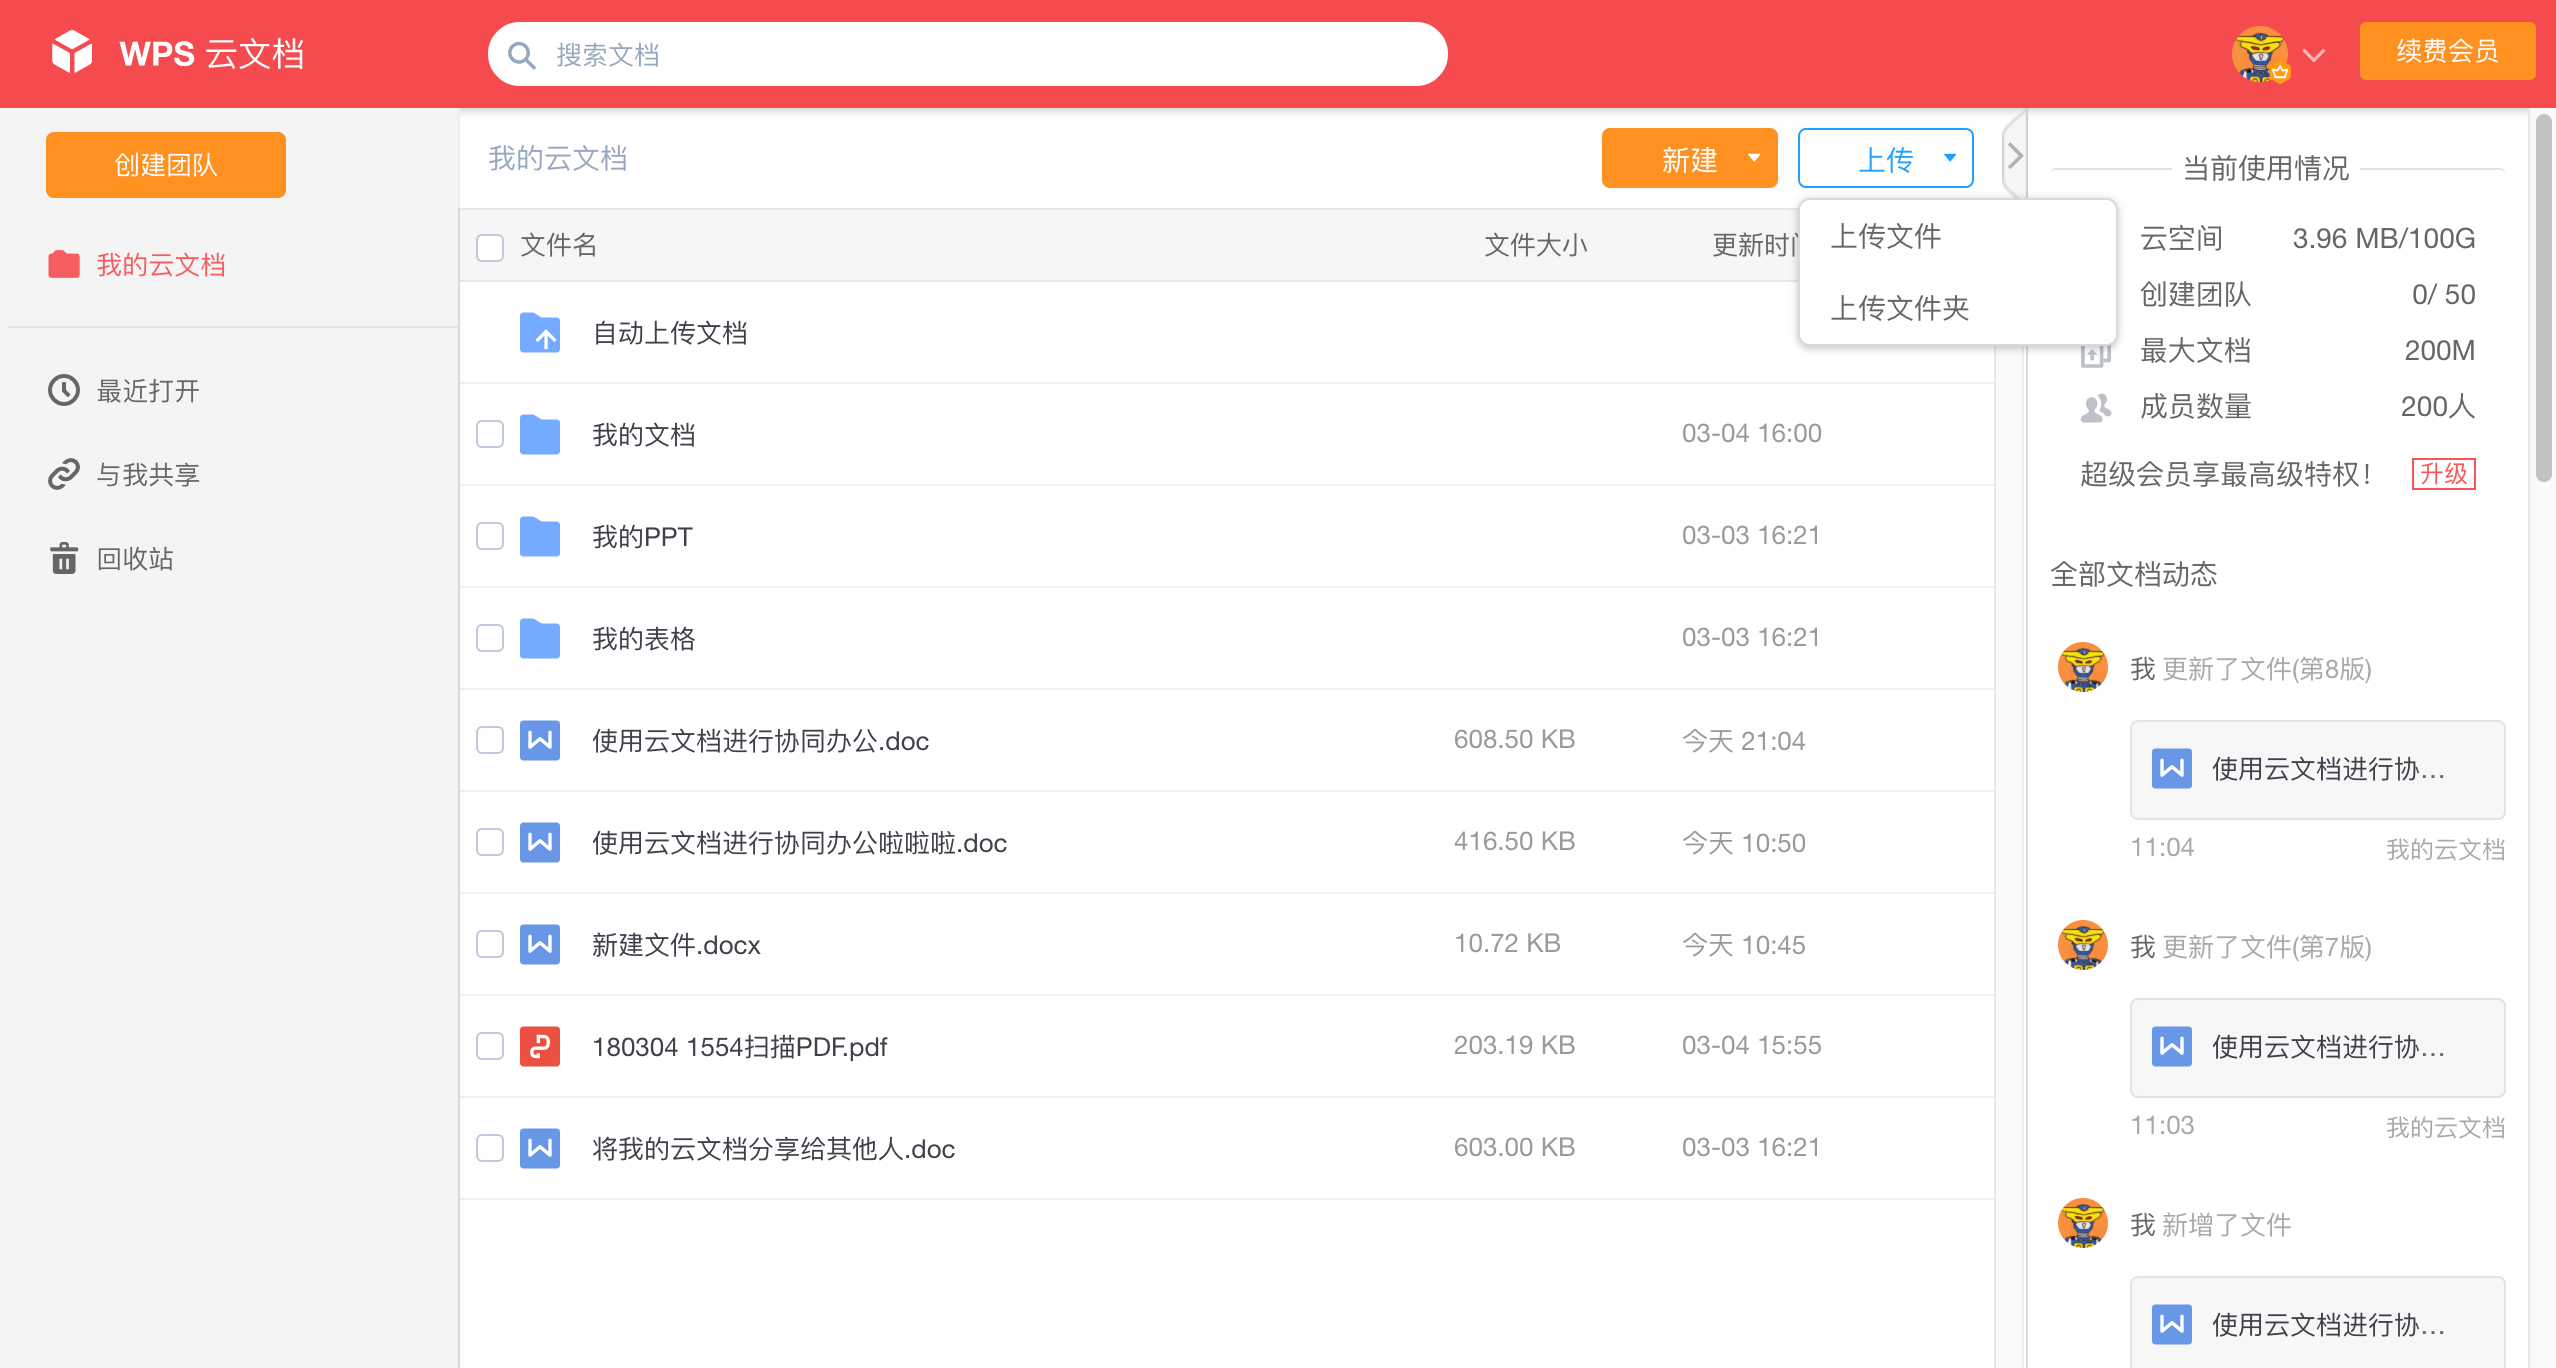 WPS 云文档
搜索文档
续费会员
创建团队
我的云文档
最近打开
与我共享
回收站
我的云文档
新建
上传
上传文件
上传文件夹
文件名 文件大小 更新时间
自动上传文档
我的文档 03-04 16:00
我的PPT 03-03 16:21
我的表格 03-03 16:21
使用云文档进行协同办公.doc 608.50 KB 今天 21:04
使用云文档进行协同办公啦啦啦.doc 416.50 KB 今天 10:50
新建文件.docx 10.72 KB 今天 10:45
180304 1554扫描PDF.pdf 203.19 KB 03-04 15:55
将我的云文档分享给其他人.doc 603.00 KB 03-03 16:21
当前使用情况
云空间 3.96 MB/100G
创建团队 0/ 50
最大文档 200M
成员数量 200人
超级会员享最高级特权！ 升级
全部文档动态
我 更新了文件(第8版)
使用云文档进行协...
11:04 我的云文档
我 更新了文件(第7版)
使用云文档进行协...
11:03 我的云文档
我 新增了文件
使用云文档进行协...